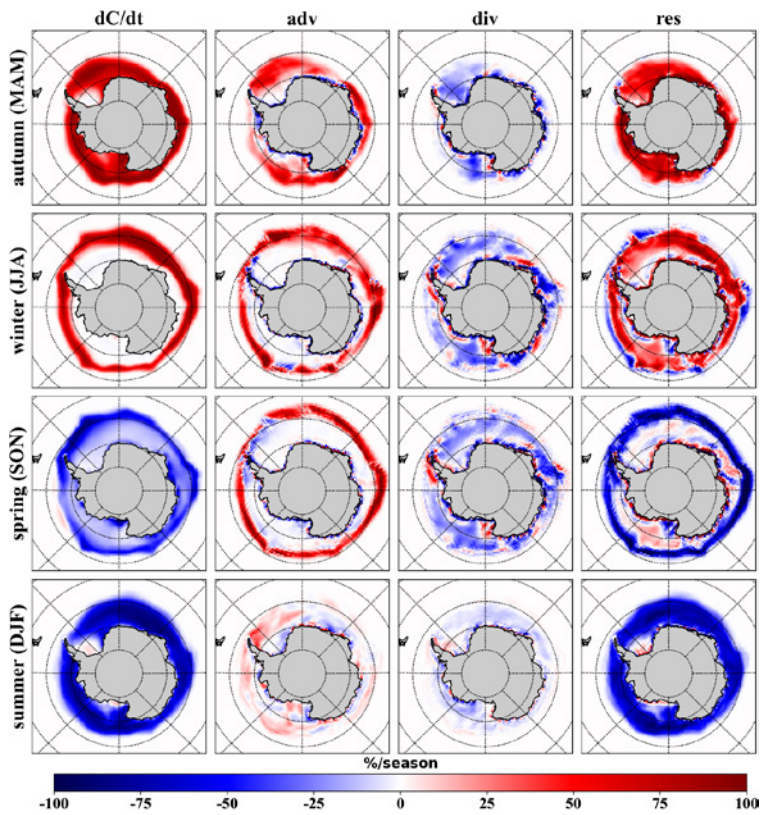 dC/dt adv div res
autumn (MAM)
winter (JJA)
spring (SON)
summer (DJF)
%/season
-100 -75 -50 -25 0 25 50 75 100